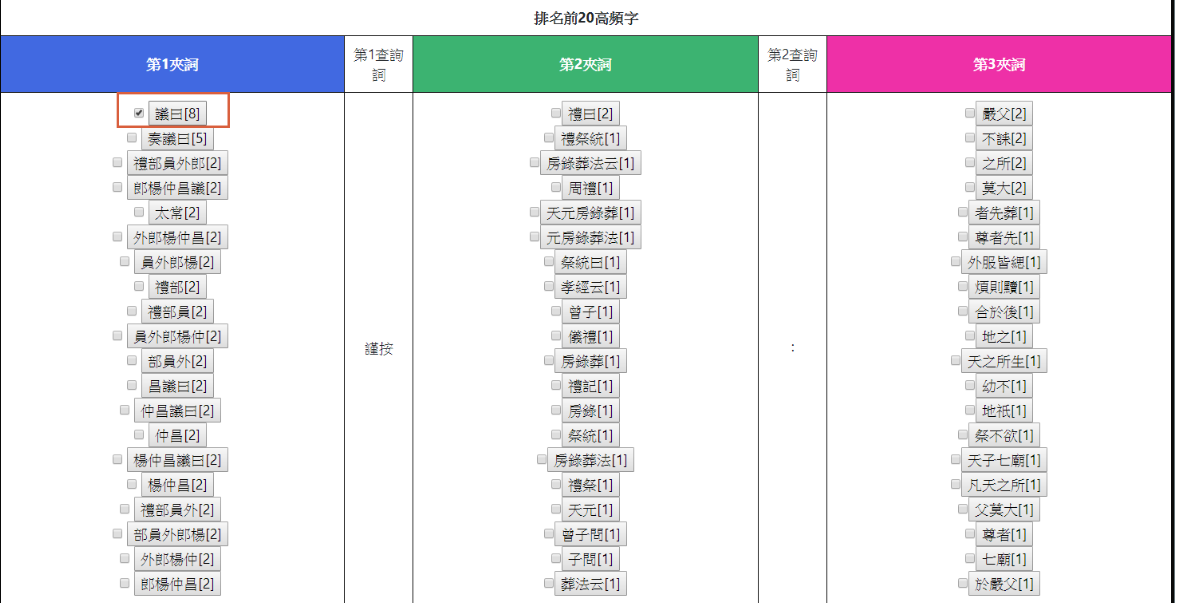 排名前20高頻字
第1夾詞 第1查詢詞 第2夾詞 第2查詢詞 第3夾詞
議曰[8] 禮曰[2] 嚴父[2]
奏議曰[5] 禮祭統[1] 不誅[2]
禮部員外郎[2] 房錄葬法云[1] 之所[2]
郎楊仲昌議[2] 周禮[1] 莫大[2]
太常[2] 天元房錄葬[1] 者先葬[1]
外郎楊仲昌[2] 元房錄葬法[1] 尊者先[1]
員外郎楊[2] 祭統曰[1] 外服皆緦[1]
禮部[2] 孝經云[1] 煩則黷[1]
禮部員[2] 曾子[1] 合於後[1]
員外郎楊仲[2] 儀禮[1] 地之[1]
謹按 :
部員外[2] 房錄葬[1] 天之所生[1]
昌議曰[2] 禮記[1] 幼不[1]
仲昌議曰[2] 房錄[1] 地祇[1]
仲昌[2] 祭統[1] 祭不欲[1]
楊仲昌議曰[2] 房錄葬法[1] 天子七廟[1]
楊仲昌[2] 禮祭[1] 凡天之所[1]
禮部員外[2] 天元[1] 父莫大[1]
部員外郎楊[2] 曾子問[1] 尊者[1]
外郎楊仲[2] 子問[1] 七廟[1]
郎楊仲昌[2] 葬法云[1] 於嚴父[1]